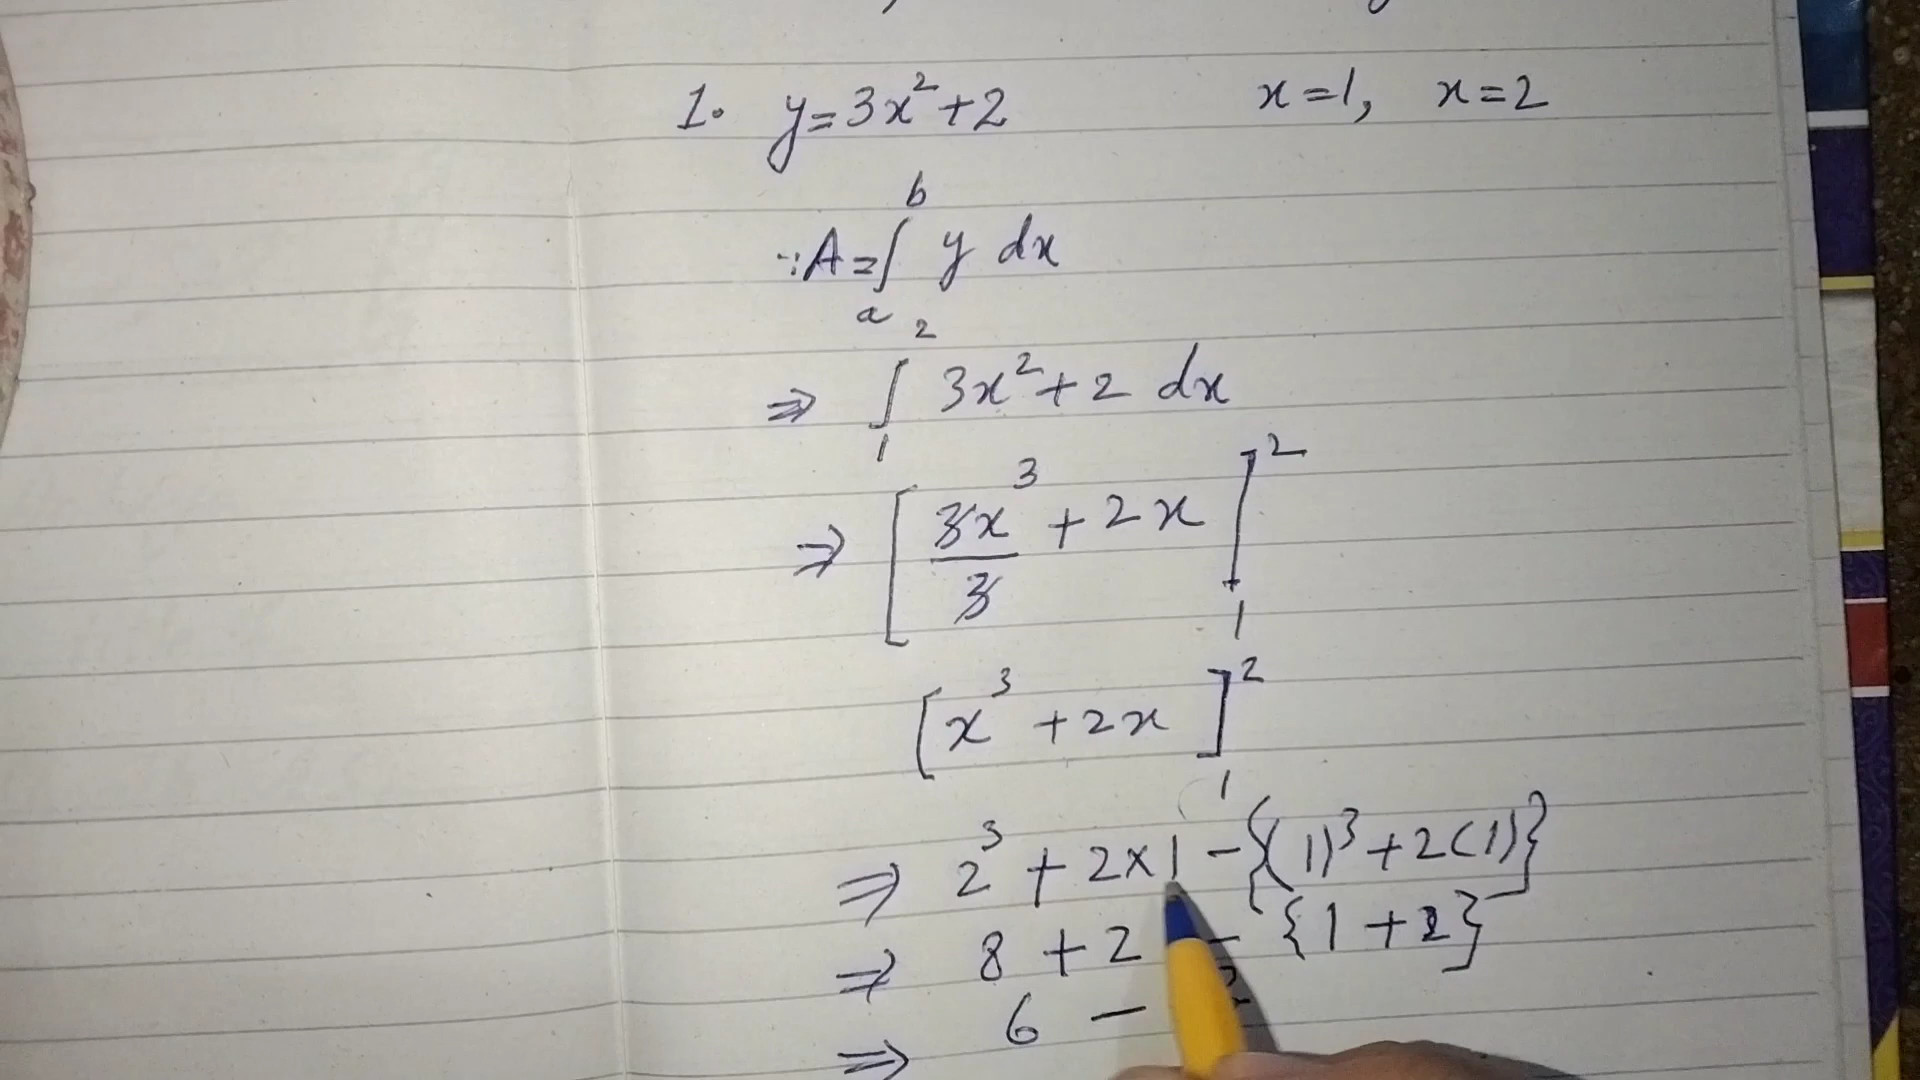 1. y=3x²+2 x=1, x=2
∵A=∫ₐᵇ y dx
⇒ ∫₁² 3x²+2 dx
⇒ [3x³/3 + 2x]₁²
[x³ +2x]₁²
⇒ 2³ + 2×1 - {(1)³+2(1)}
⇒ 8 + 2 - {1+2}
⇒ 6 -